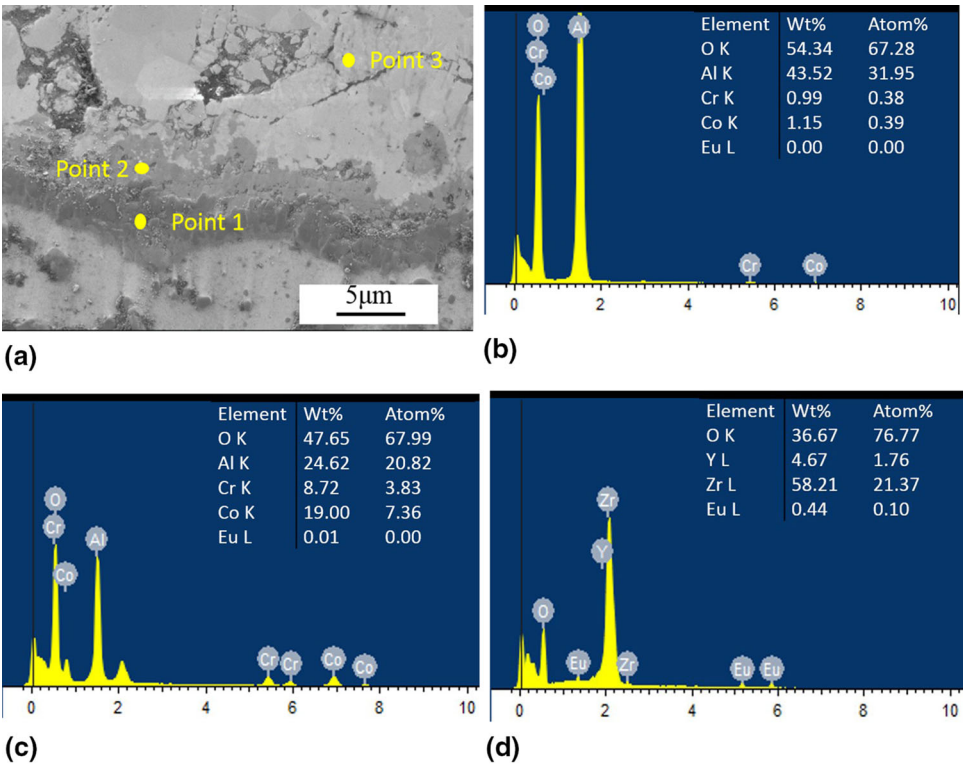 Point 3
Point 2
Point 1
5μm
(a)
Element Wt% Atom%
O K 54.34 67.28
Al K 43.52 31.95
Cr K 0.99 0.38
Co K 1.15 0.39
Eu L 0.00 0.00
O Al
Cr
Co
Cr Co
0 2 4 6 8 10
(b)
Element Wt% Atom%
O K 47.65 67.99
Al K 24.62 20.82
Cr K 8.72 3.83
Co K 19.00 7.36
Eu L 0.01 0.00
O
Cr Al
Co
Cr Cr Co Co
0 2 4 6 8 10
(c)
Element Wt% Atom%
O K 36.67 76.77
Y L 4.67 1.76
Zr L 58.21 21.37
Eu L 0.44 0.10
Zr
Y
O
Eu Zr Eu Eu
0 2 4 6 8 10
(d)